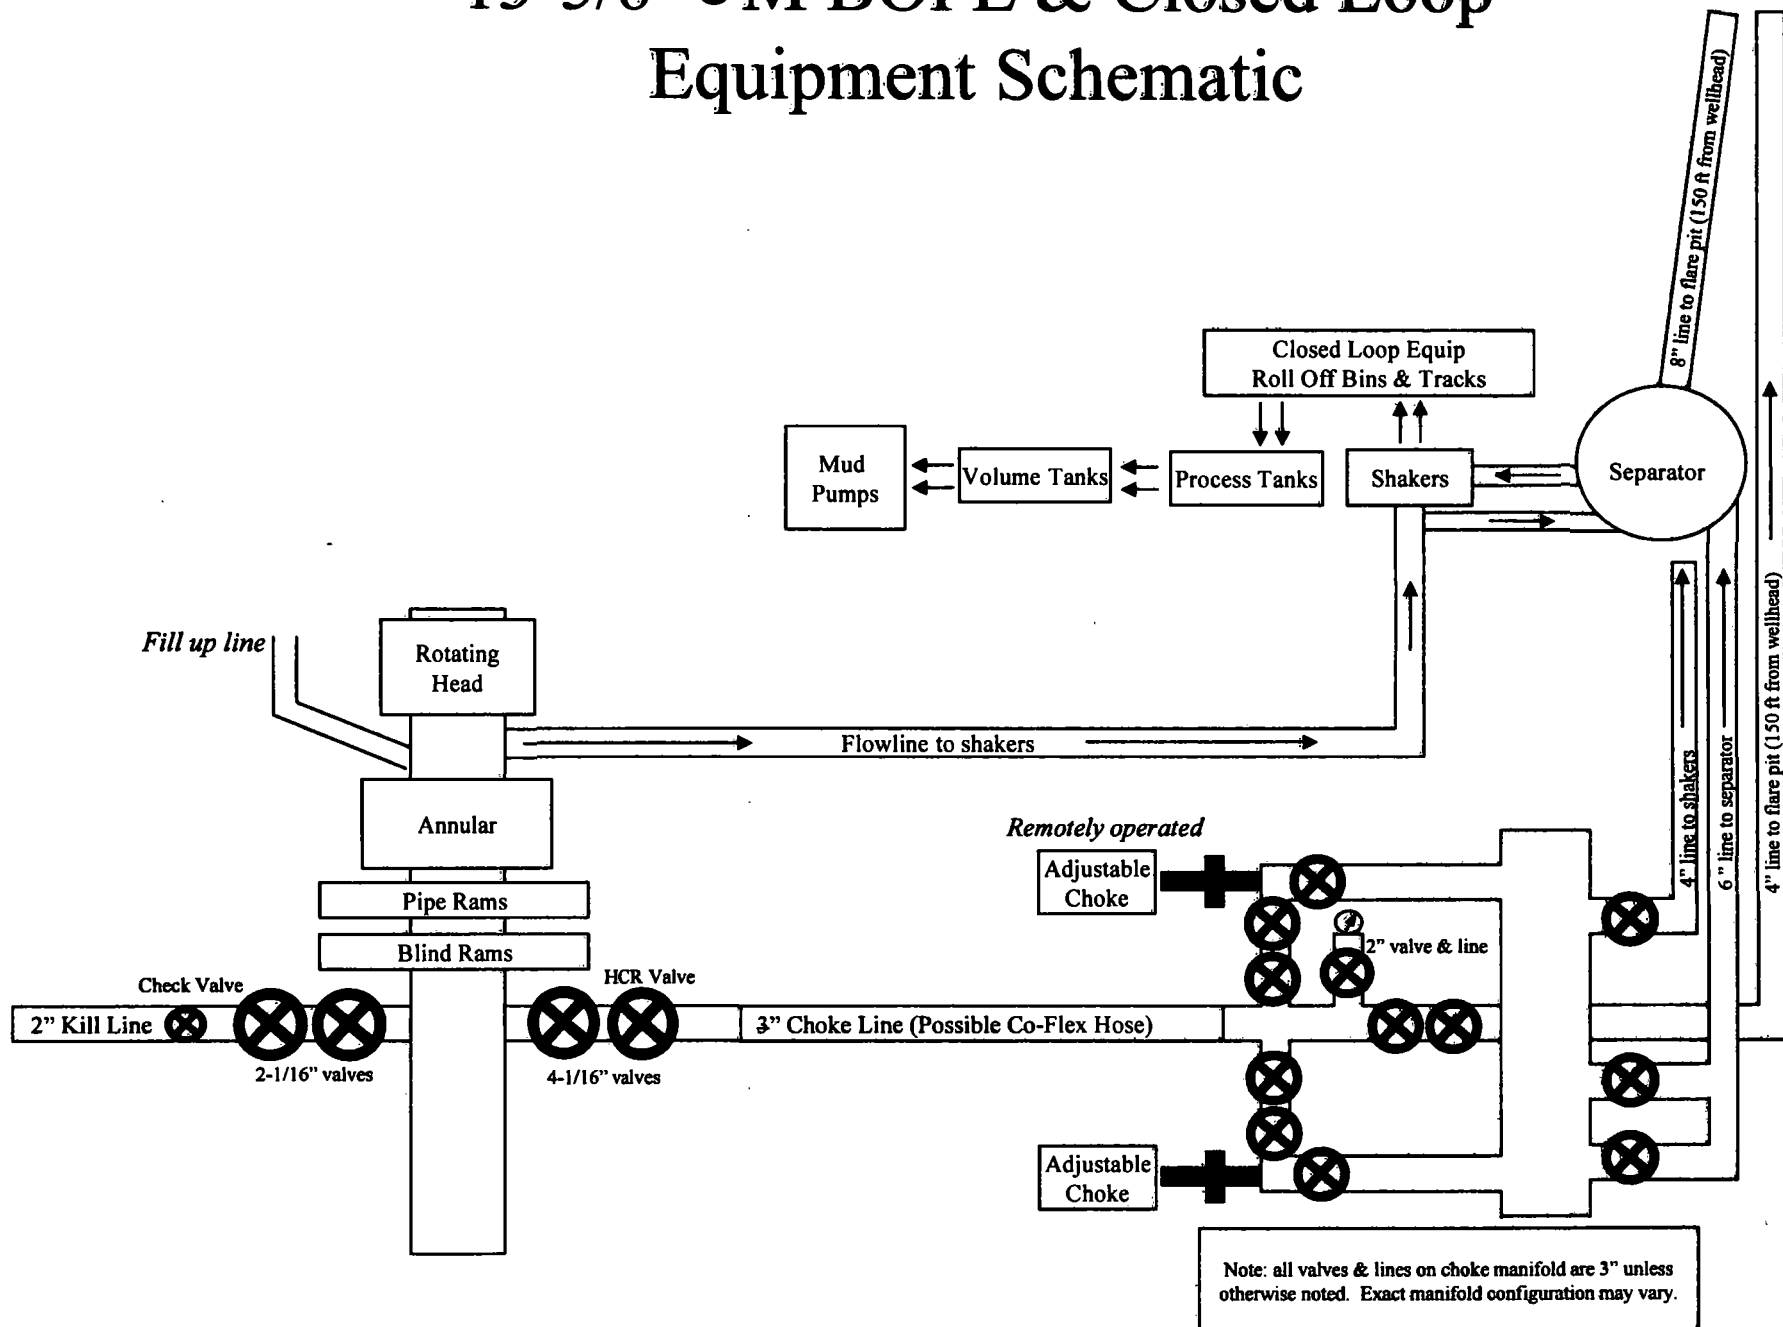 BOPE & Closed Loop
Equipment Schematic
8" line to flare pit (150 ft from wellhead)
Closed Loop Equip
Roll Off Bins & Tracks
Mud
Pumps
Volume Tanks
Process Tanks
Shakers
Separator
Fill up line
Rotating
Head
Flowline to shakers
Annular
Pipe Rams
Blind Rams
Check Valve
HCR Valve
2" Kill Line
3" Choke Line (Possible Co-Flex Hose)
2-1/16" valves
4-1/16" valves
Remotely operated
Adjustable
Choke
2" valve & line
Adjustable
Choke
4" line to shakers
6" line to separator
4" line to flare pit (150 ft from wellhead)
Note: all valves & lines on choke manifold are 3" unless
otherwise noted. Exact manifold configuration may vary.